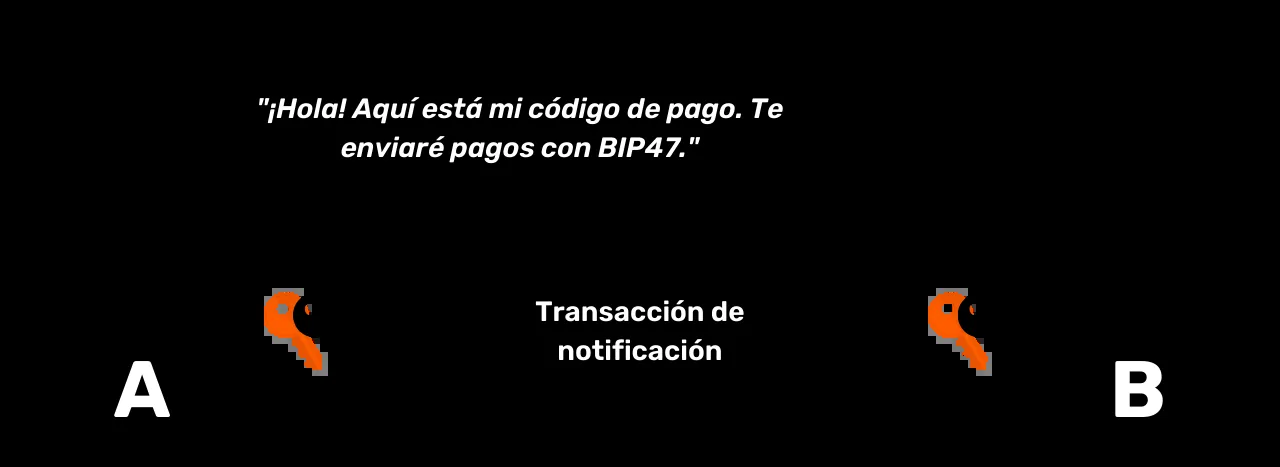 "¡Hola! Aquí está mi código de pago. Te
enviaré pagos con BIP47."
Transacción de
notificación
A
B